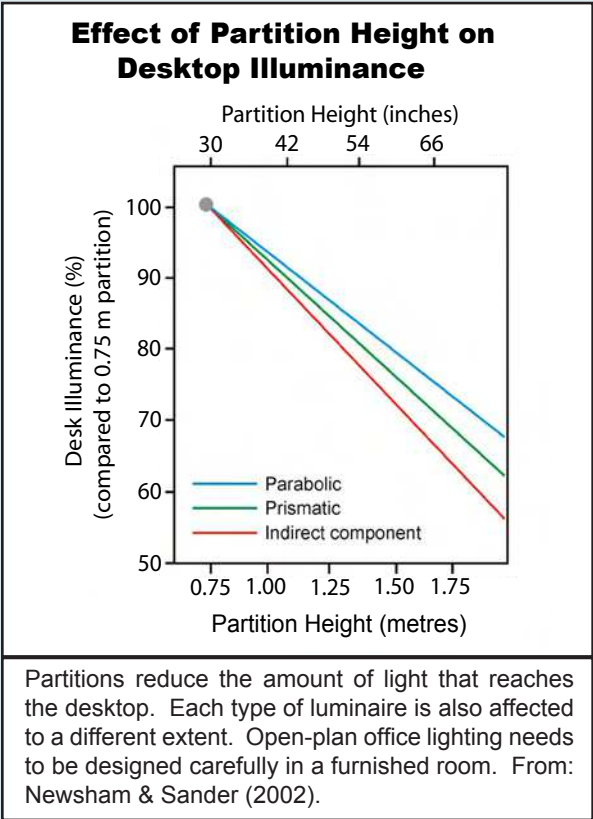 Effect of Partition Height on
Desktop Illuminance
Partition Height (inches)
30 42 54 66
Desk Illuminance (%)
(compared to 0.75 m partition)
100
90
80
70
60
50
Parabolic
Prismatic
Indirect component
0.75 1.00 1.25 1.50 1.75
Partition Height (metres)
Partitions reduce the amount of light that reaches
the desktop. Each type of luminaire is also affected
to a different extent. Open-plan office lighting needs
to be designed carefully in a furnished room. From:
Newsham & Sander (2002).